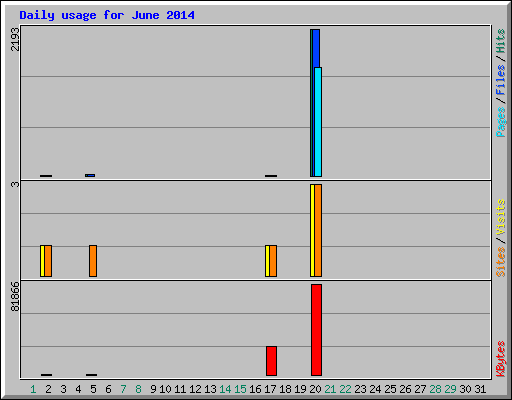 Daily usage for June 2014
2193
3
81866
Pages/Files/Hits
Sites/Visits
KBytes
1 2 3 4 5 6 7 8 9 10 11 12 13 14 15 16 17 18 19 20 21 22 23 24 25 26 27 28 29 30 31